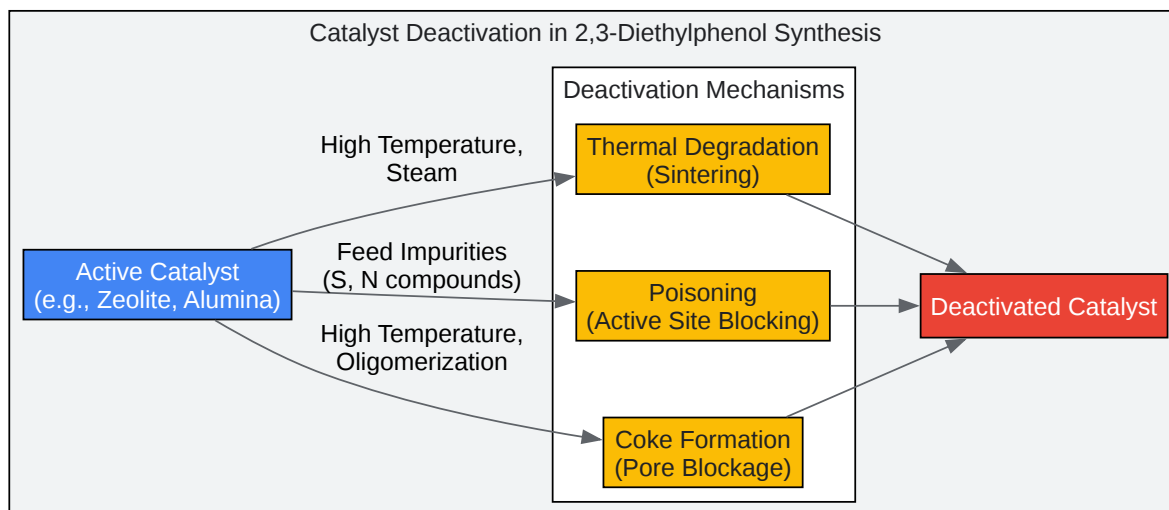 Catalyst Deactivation in 2,3-Diethylphenol Synthesis
Deactivation Mechanisms
High Temperature,
Steam
Thermal Degradation
(Sintering)
Feed Impurities
(S, N compounds)
Active Catalyst
(e.g., Zeolite, Alumina)
Poisoning
(Active Site Blocking)
Deactivated Catalyst
High Temperature,
Oligomerization
Coke Formation
(Pore Blockage)